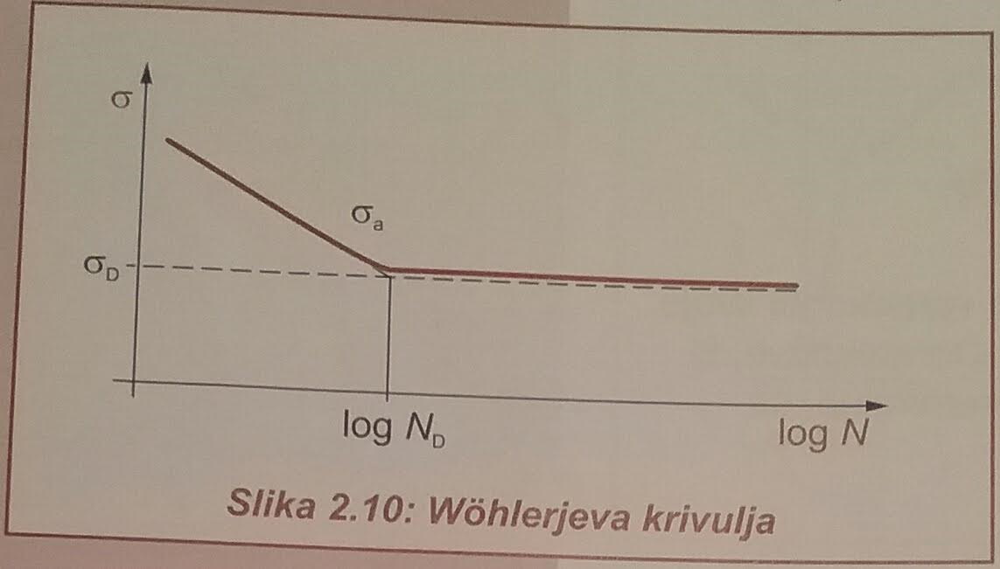 σ
σa
σD
log ND
log N
Slika 2.10: Wöhlerjeva krivulja